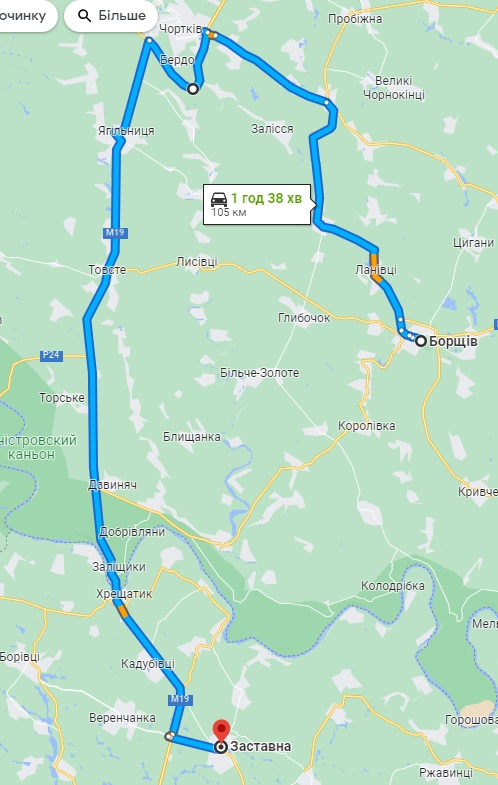 очинку
Більше
Чортків
Пробіжна
Бердо
Великі
Чорнокінці
Ягільниця
Залісся
1 год 38 хв
105 км
M19
Цигани
Лисівці
Товсте
Ланівці
Глибочок
Борщів
P24
Більче-Золоте
Торське
Королівка
Блищанка
ністровский
каньон
Дзвиняч
Кривче
Добрівляни
Заліщики
Колодрібка
Хрещатик
Мель
Борівці
Кадубівці
M19
Веренчанка
Горошова
Заставна
Ржавинці